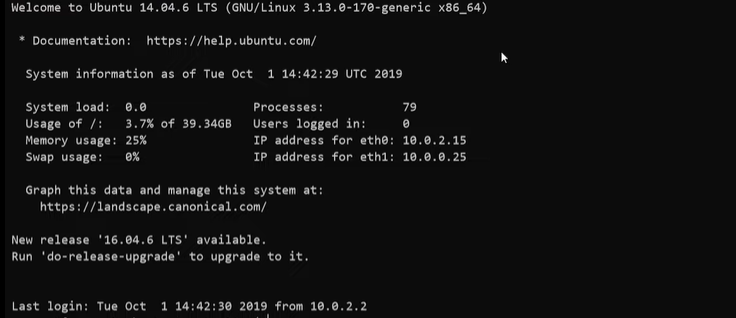 Welcome to Ubuntu 14.04.6 LTS (GNU/Linux 3.13.0-170-generic x86_64)
* Documentation:  https://help.ubuntu.com/
System information as of Tue Oct  1 14:42:29 UTC 2019
System load:  0.0               Processes:           79
Usage of /:   3.7% of 39.34GB   Users logged in:     0
Memory usage: 25%               IP address for eth0: 10.0.2.15
Swap usage:   0%                IP address for eth1: 10.0.0.25
Graph this data and manage this system at:
https://landscape.canonical.com/
New release '16.04.6 LTS' available.
Run 'do-release-upgrade' to upgrade to it.
Last login: Tue Oct  1 14:42:30 2019 from 10.0.2.2